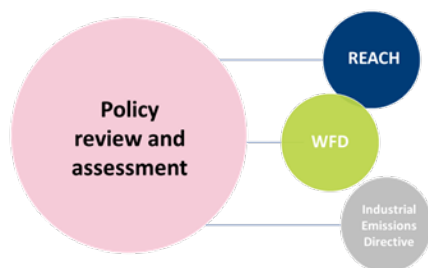 Policy
review and
assessment
REACH
WFD
Industrial
Emissions
Directive